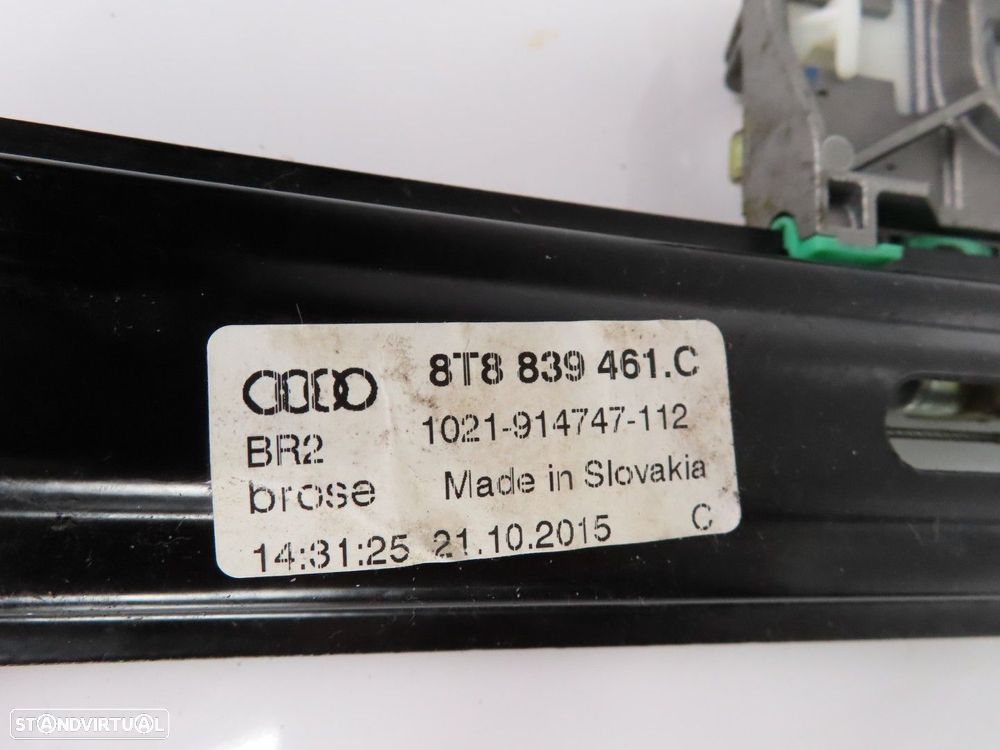 8T8 839 461.C
BR2 1021-914747-112
brose Made in Slovakia
14:31:25 21.10.2015 C
STANDVIRTUAL